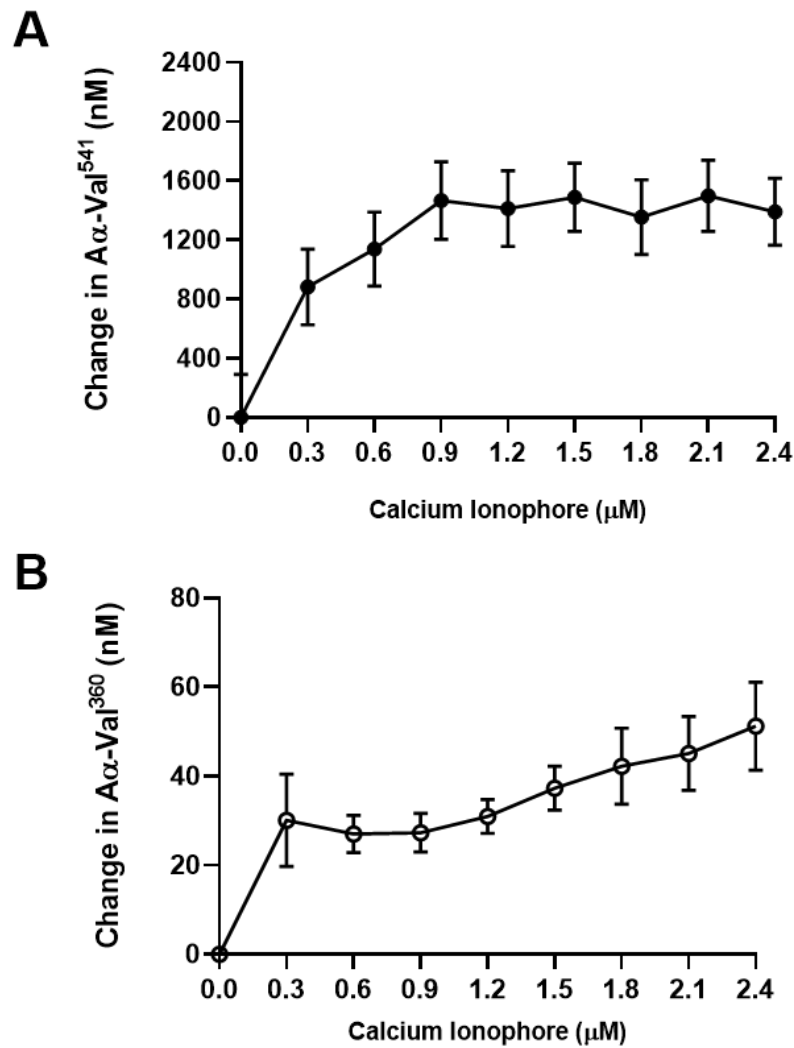 A
Change in Aα-Val541 (nM)
2400
2000
1600
1200
800
400
0
0.0 0.3 0.6 0.9 1.2 1.5 1.8 2.1 2.4
Calcium Ionophore (μM)
B
Change in Aα-Val360 (nM)
80
60
40
20
0
0.0 0.3 0.6 0.9 1.2 1.5 1.8 2.1 2.4
Calcium Ionophore (μM)